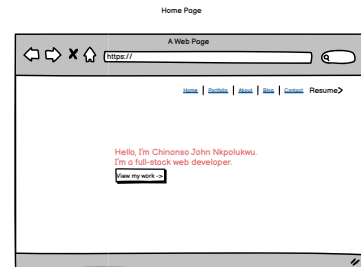 Home Page
A Web Page
https://
Home | Portfolio | About | Blog | Contact Resume>
Hello, I'm Chinonso John Nkpolukwu.
I'm a full-stack web developer.
View my work ->